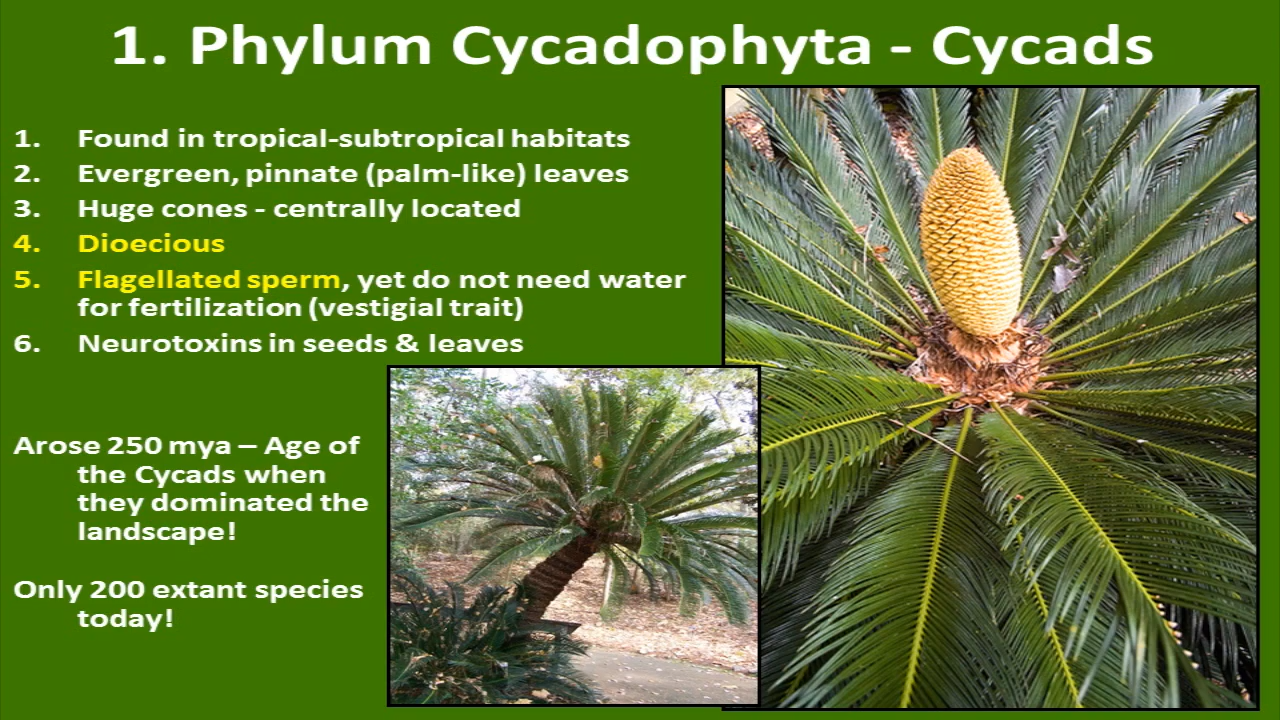 1. Phylum Cycadophyta - Cycads
1. Found in tropical-subtropical habitats
2. Evergreen, pinnate (palm-like) leaves
3. Huge cones - centrally located
4. Dioecious
5. Flagellated sperm, yet do not need water
for fertilization (vestigial trait)
6. Neurotoxins in seeds & leaves
Arose 250 mya – Age of
the Cycads when
they dominated the
landscape!
Only 200 extant species
today!